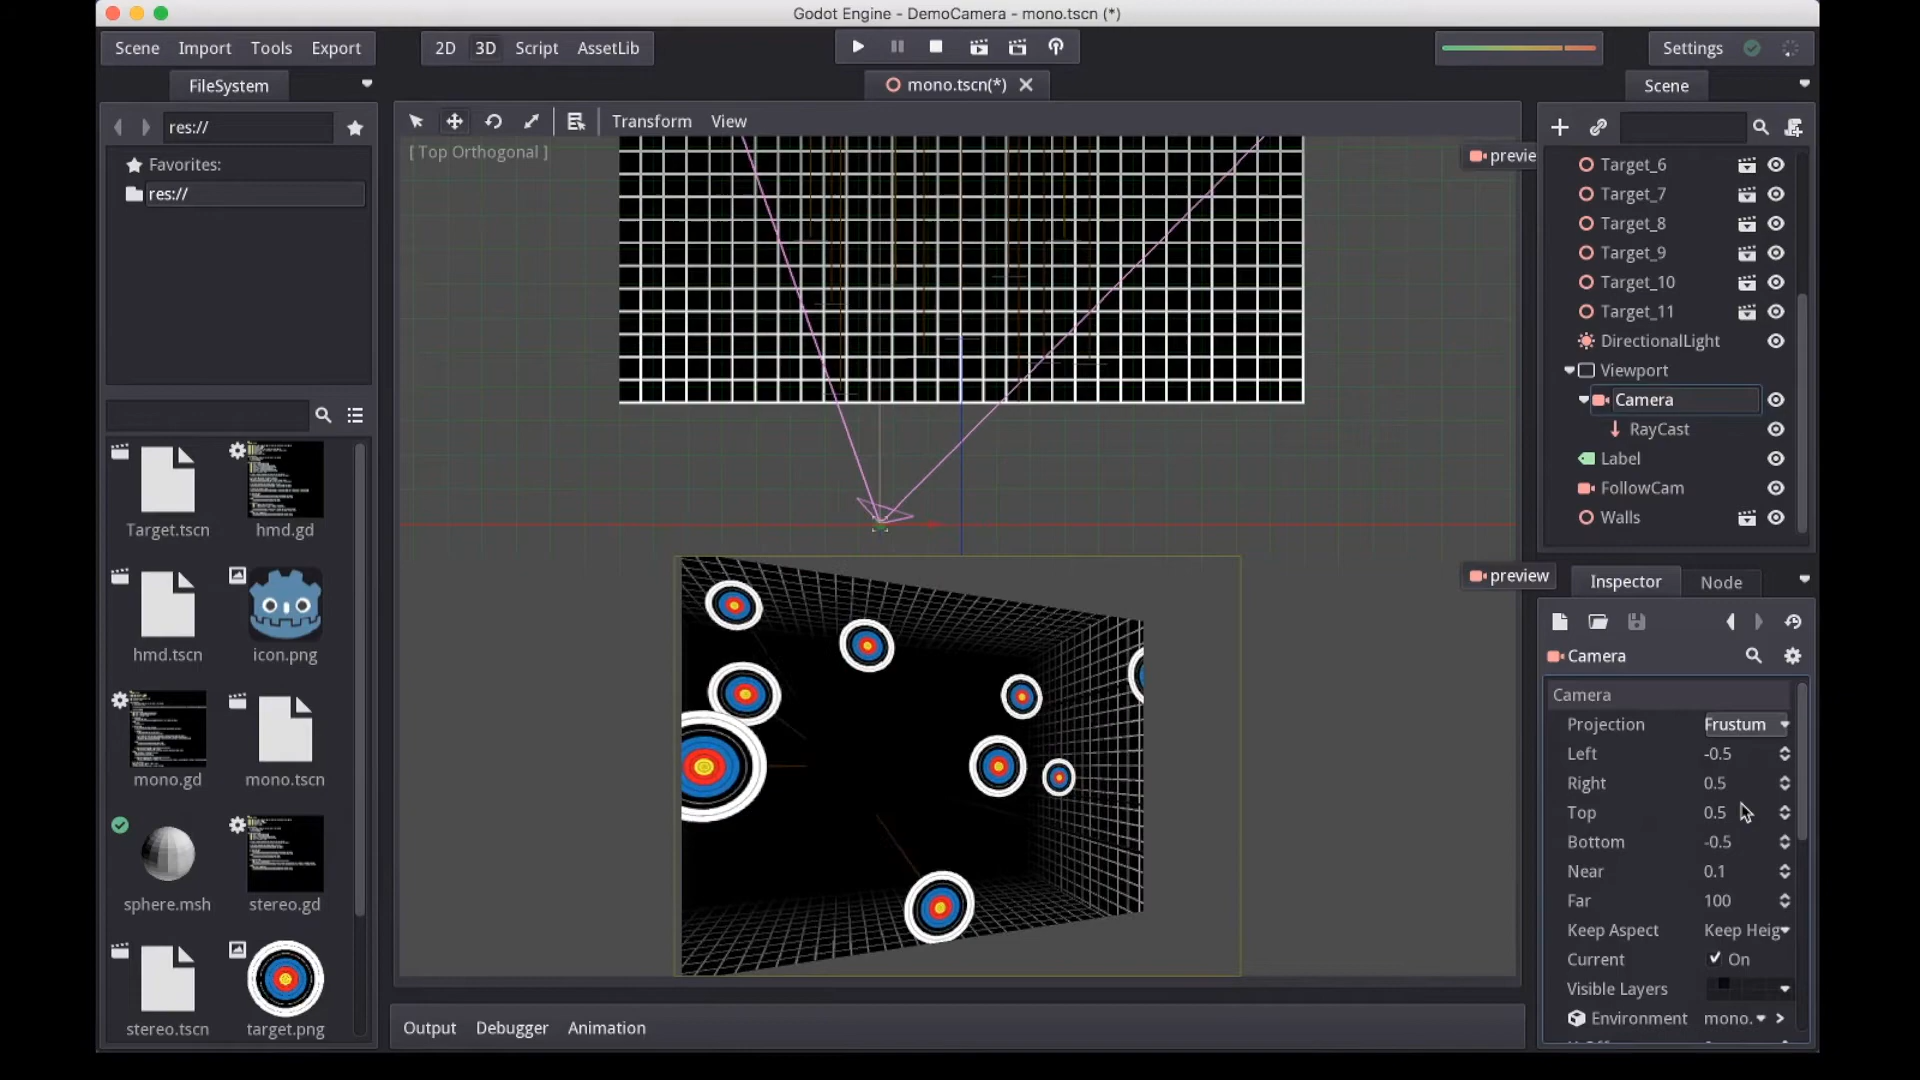 Godot Engine - DemoCamera - mono.tscn (*)
Scene Import Tools Export
2D 3D Script AssetLib
Settings
FileSystem
mono.tscn(*)
Scene
res://
Transform View
[ Top Orthogonal ]
previe
Favorites:
res://
Target_6
Target_7
Target_8
Target_9
Target_10
Target_11
DirectionalLight
Viewport
Camera
RayCast
Label
FollowCam
Walls
Target.tscn
hmd.gd
hmd.tscn
icon.png
mono.gd
mono.tscn
sphere.msh
stereo.gd
stereo.tscn
target.png
preview
Inspector Node
Camera
Camera
Projection Frustum
Left -0.5
Right 0.5
Top 0.5
Bottom -0.5
Near 0.1
Far 100
Keep Aspect Keep Heig
Current On
Visible Layers
Environment mono.
Output Debugger Animation